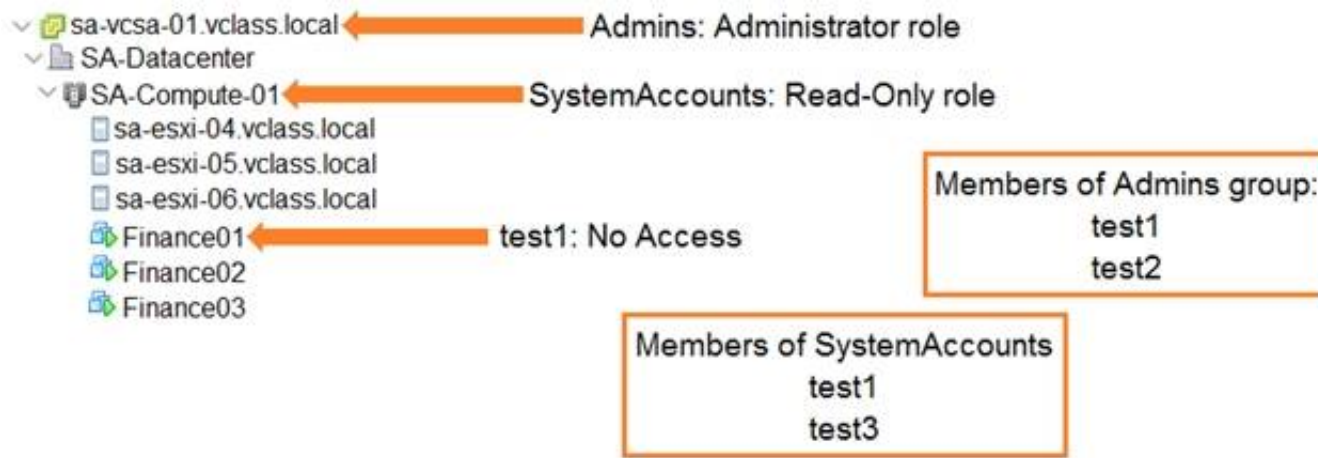 sa-vcsa-01.vclass.local Admins: Administrator role
SA-Datacenter
SA-Compute-01 SystemAccounts: Read-Only role
sa-esxi-04.vclass.local
sa-esxi-05.vclass.local
sa-esxi-06.vclass.local
Finance01 test1: No Access
Finance02
Finance03
Members of Admins group:
test1
test2
Members of SystemAccounts
test1
test3